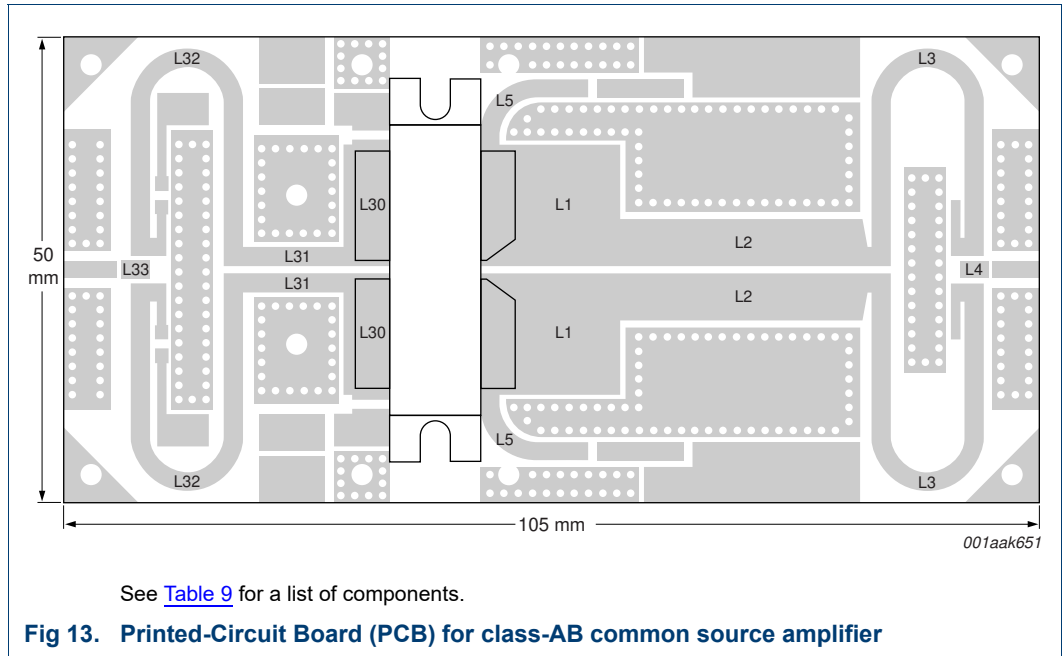 L32
L3
L5
L30
L1
L31
L2
50
mm
L33
L4
L31
L2
L30
L1
L5
L32
L3
105 mm
001aak651
See Table 9 for a list of components.
Fig 13. Printed-Circuit Board (PCB) for class-AB common source amplifier